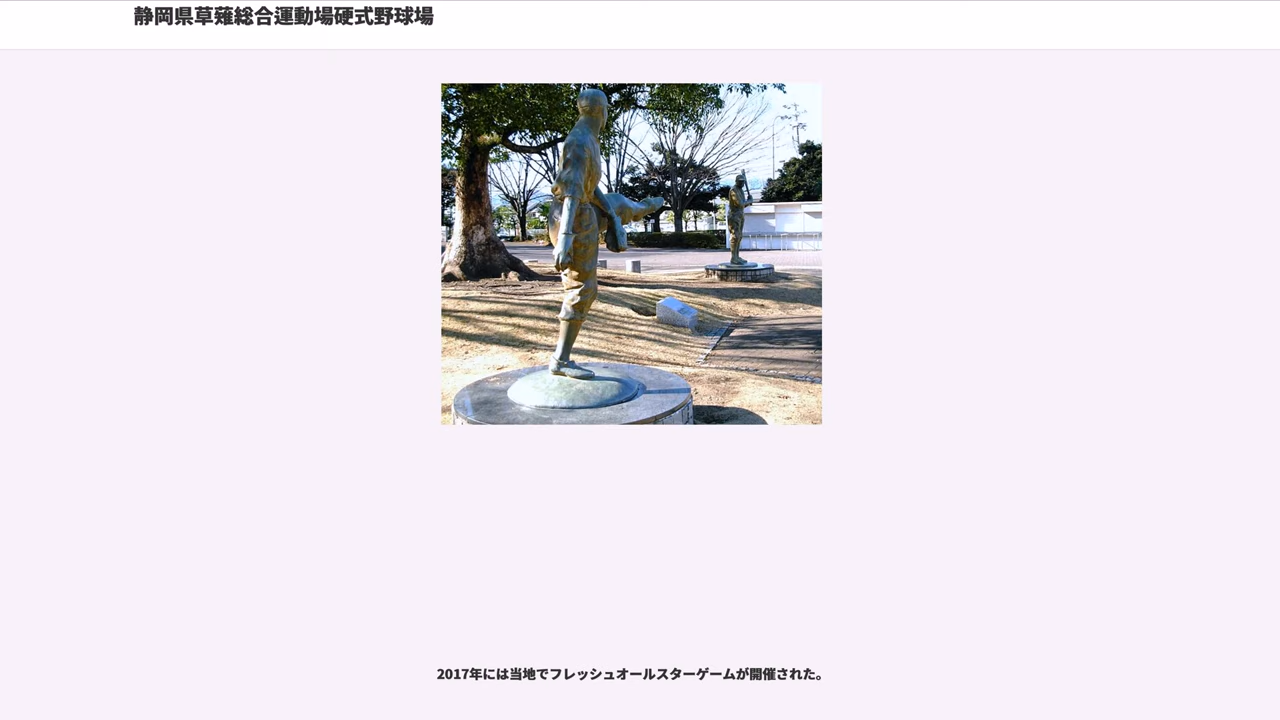 静岡県草薙総合運動場硬式野球場
2017年には当地でフレッシュオールスターゲームが開催された。